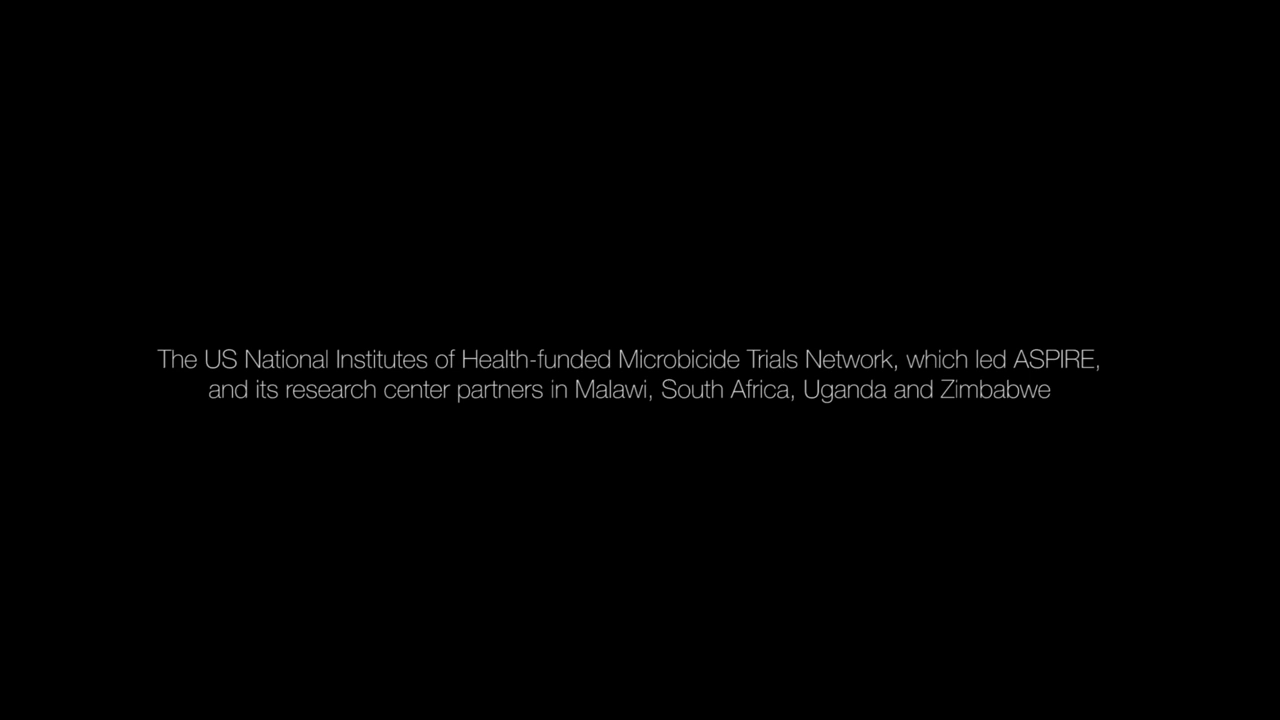 The US National Institutes of Health-funded Microbicide Trials Network, which led ASPIRE,
and its research center partners in Malawi, South Africa, Uganda and Zimbabwe